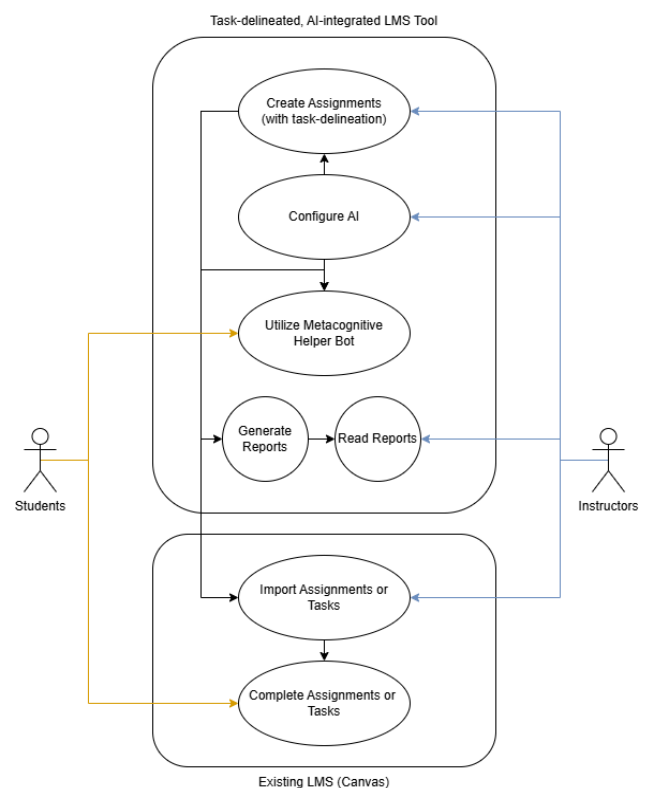 Task-delineated, AI-integrated LMS Tool
Create Assignments
(with task-delineation)
Configure AI
Utilize Metacognitive
Helper Bot
Generate
Reports
Read Reports
Students
Instructors
Import Assignments or
Tasks
Complete Assignments or
Tasks
Existing LMS (Canvas)